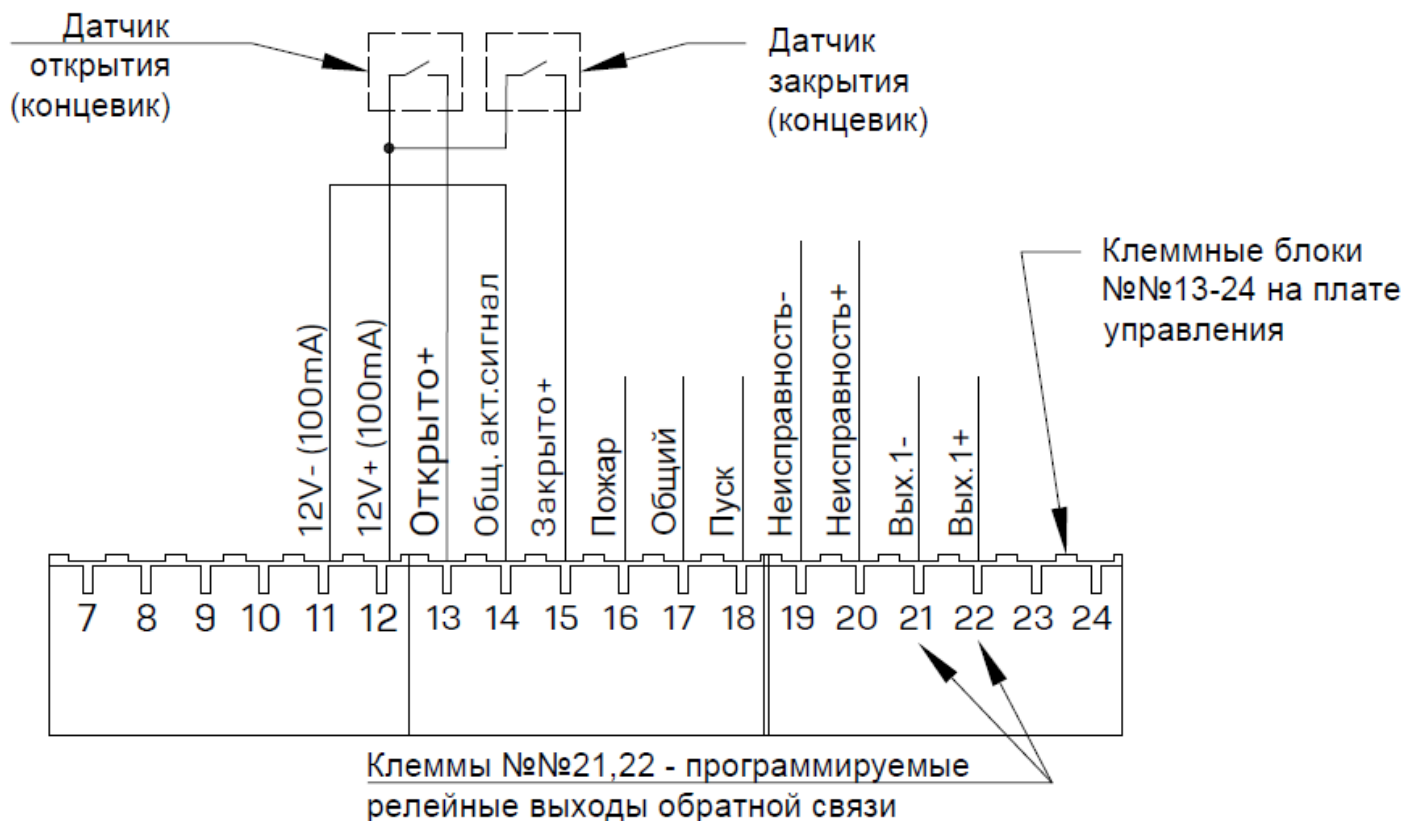 Датчик
открытия
(концевик)
Датчик
закрытия
(концевик)
Клеммные блоки
№№13-24 на плате
управления
12V- (100mA)
12V+ (100mA)
Открыто+
Общ. акт.сигнал
Закрыто+
Пожар
Общий
Пуск
Неисправность-
Неисправность+
Вых.1-
Вых.1+
7 8 9 10 11 12 13 14 15 16 17 18 19 20 21 22 23 24
Клеммы №№21,22 - программируемые
релейные выходы обратной связи